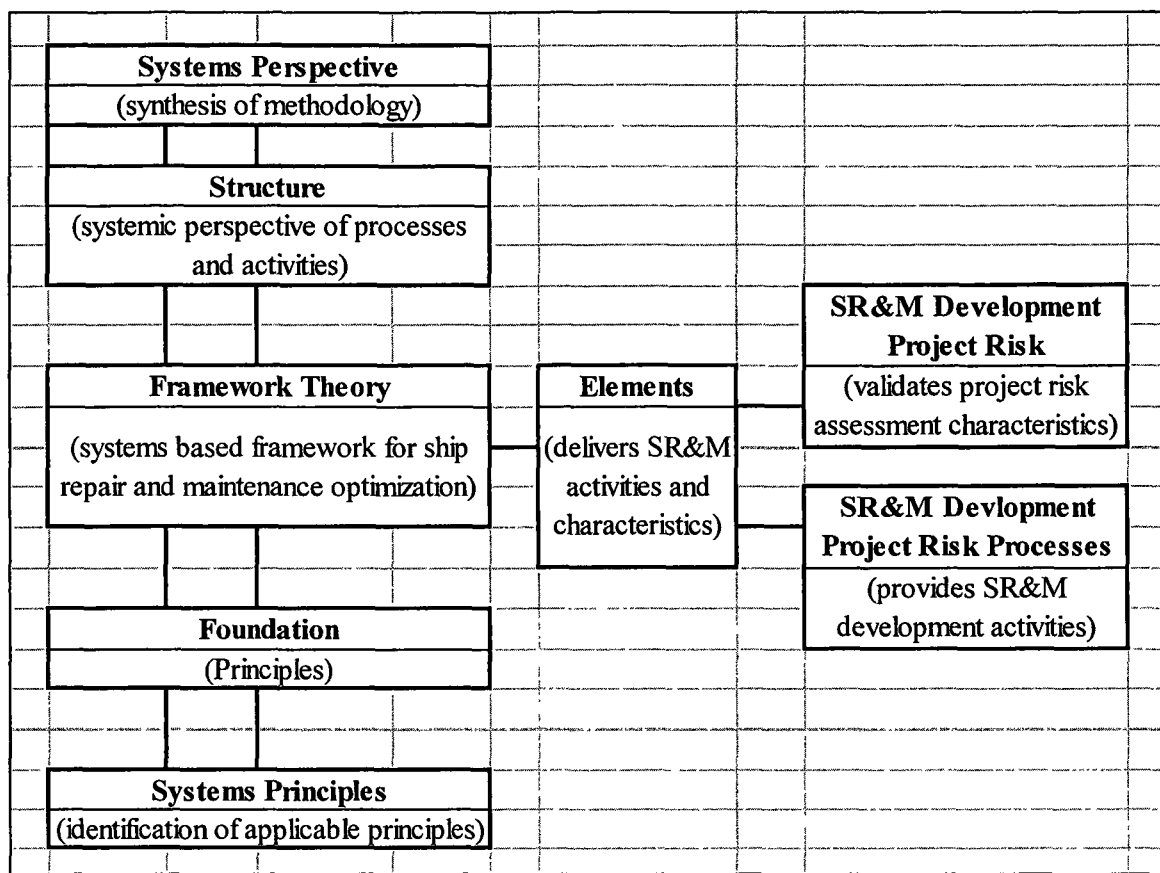 Systems Perspective
(synthesis of methodology)
Structure
(systemic perspective of processes
and activities)
Framework Theory
(systems based framework for ship
repair and maintenance optimization)
Elements
(delivers SR&M
activities and
characteristics)
SR&M Development
Project Risk
(validates project risk
assessment characteristics)
SR&M Devlopment
Project Risk Processes
(provides SR&M
development activities)
Foundation
(Principles)
Systems Principles
(identification of applicable principles)